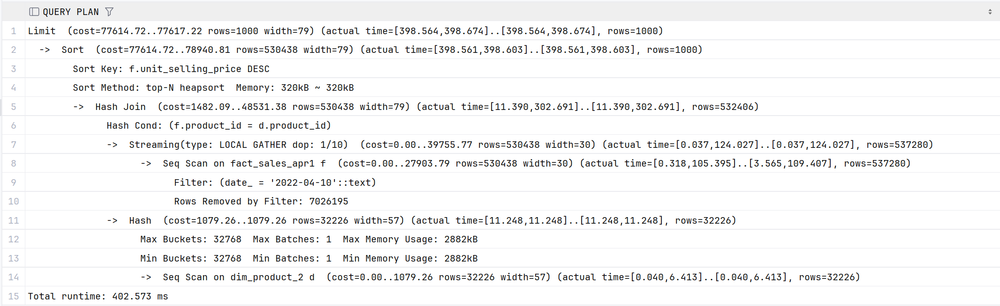 QUERY PLAN
1 Limit  (cost=77614.72..77617.22 rows=1000 width=79) (actual time=[398.564,398.674]..[398.564,398.674], rows=1000)
2   ->  Sort  (cost=77614.72..78940.81 rows=530438 width=79) (actual time=[398.561,398.603]..[398.561,398.603], rows=1000)
3         Sort Key: f.unit_selling_price DESC
4         Sort Method: top-N heapsort  Memory: 320kB ~ 320kB
5         ->  Hash Join  (cost=1482.09..48531.38 rows=530438 width=79) (actual time=[11.390,302.691]..[11.390,302.691], rows=532406)
6               Hash Cond: (f.product_id = d.product_id)
7               ->  Streaming(type: LOCAL GATHER dop: 1/10)  (cost=0.00..39755.77 rows=530438 width=30) (actual time=[0.037,124.027]..[0.037,124.027], rows=537280)
8                     ->  Seq Scan on fact_sales_apr1 f  (cost=0.00..27903.79 rows=530438 width=30) (actual time=[0.318,105.395]..[3.565,109.407], rows=537280)
9                           Filter: (date_ = '2022-04-10'::text)
10                           Rows Removed by Filter: 7026195
11               ->  Hash  (cost=1079.26..1079.26 rows=32226 width=57) (actual time=[11.248,11.248]..[11.248,11.248], rows=32226)
12                     Max Buckets: 32768  Max Batches: 1  Max Memory Usage: 2882kB
13                     Min Buckets: 32768  Min Batches: 1  Min Memory Usage: 2882kB
14                     ->  Seq Scan on dim_product_2 d  (cost=0.00..1079.26 rows=32226 width=57) (actual time=[0.040,6.413]..[0.040,6.413], rows=32226)
15 Total runtime: 402.573 ms